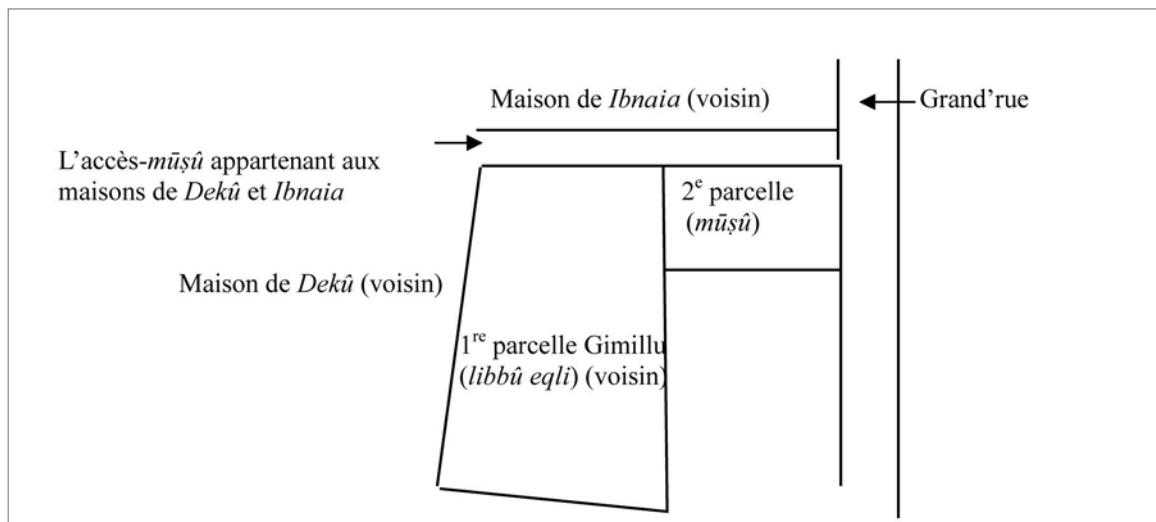 Maison de Ibnaia (voisin)
Grand’rue
L’accès-mūṣû appartenant aux
maisons de Dekû et Ibnaia
2e parcelle
(mūṣû)
Maison de Dekû (voisin)
1re parcelle Gimillu
(libbû eqli) (voisin)